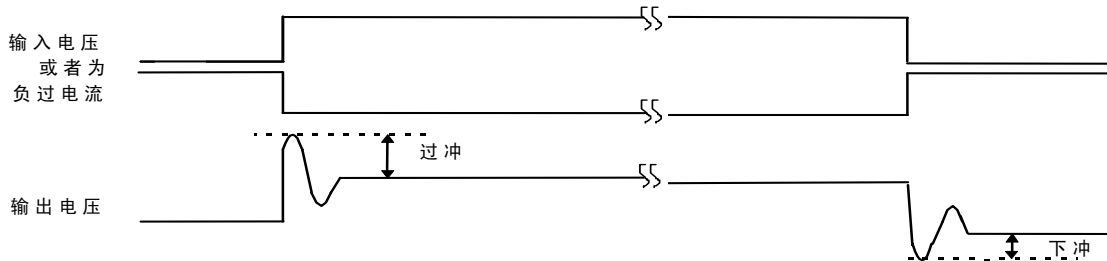 输入电压
或者为
负过电流
过冲
输出电压
下冲